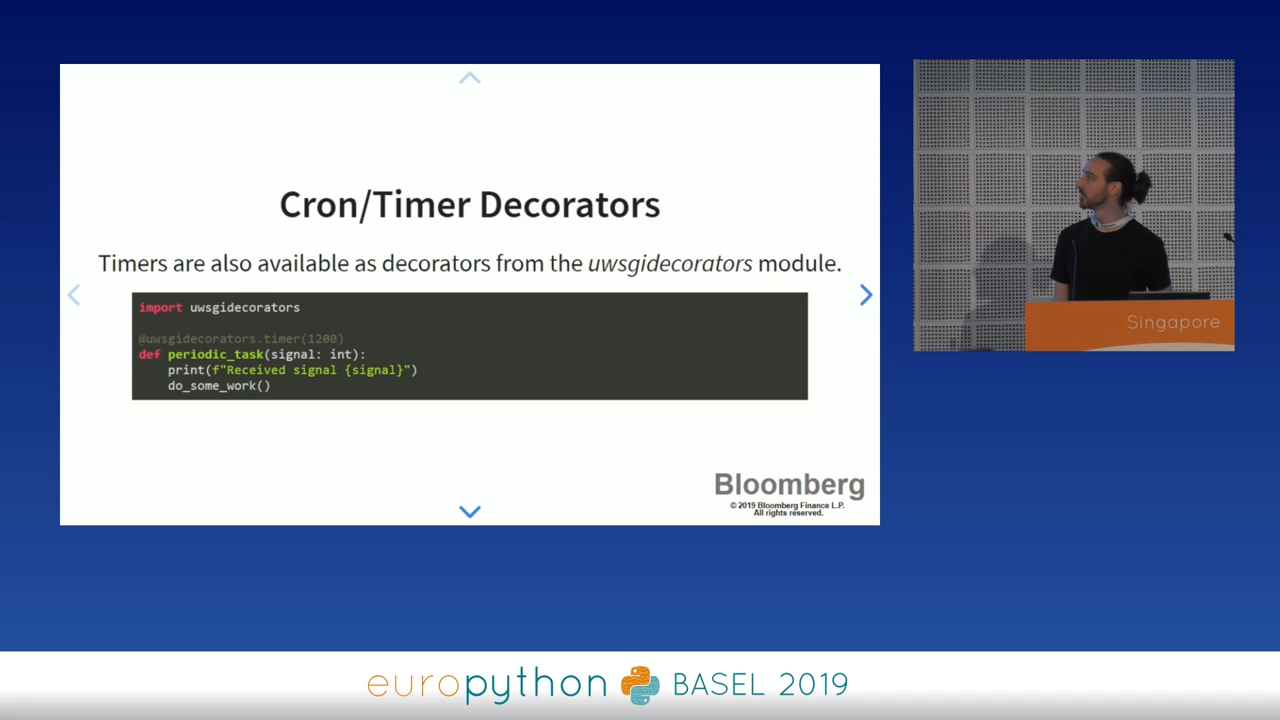 Cron/Timer Decorators
Timers are also available as decorators from the uwsgidecorators module.
import uwsgidecorators
@uwsgidecorators.timer(1200)
def periodic_task(signal: int):
    print(f"Received signal {signal}")
    do_some_work()
Bloomberg
© 2019 Bloomberg Finance L.P.
All rights reserved.
Singapore
europython BASEL 2019